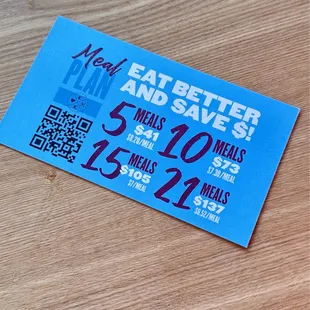 Meal
PLAN
EAT BETTER
AND SAVE $!
5 MEALS
$41
$8.20/MEAL
10 MEALS
$73
$7.30/MEAL
15 MEALS
$105
$7/MEAL
21 MEALS
$137
$6.52/MEAL